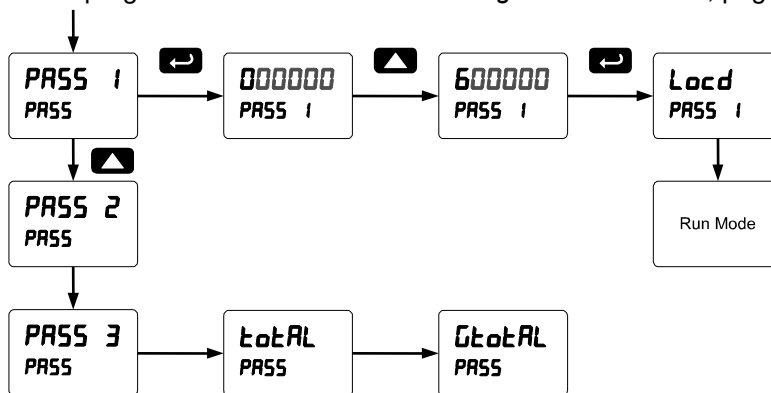 PASS 1
PASS
000000
PASS 1
600000
PASS 1
Locd
PASS 1
PASS 2
PASS
Run Mode
PASS 3
PASS
totAL
PASS
GtotAL
PASS